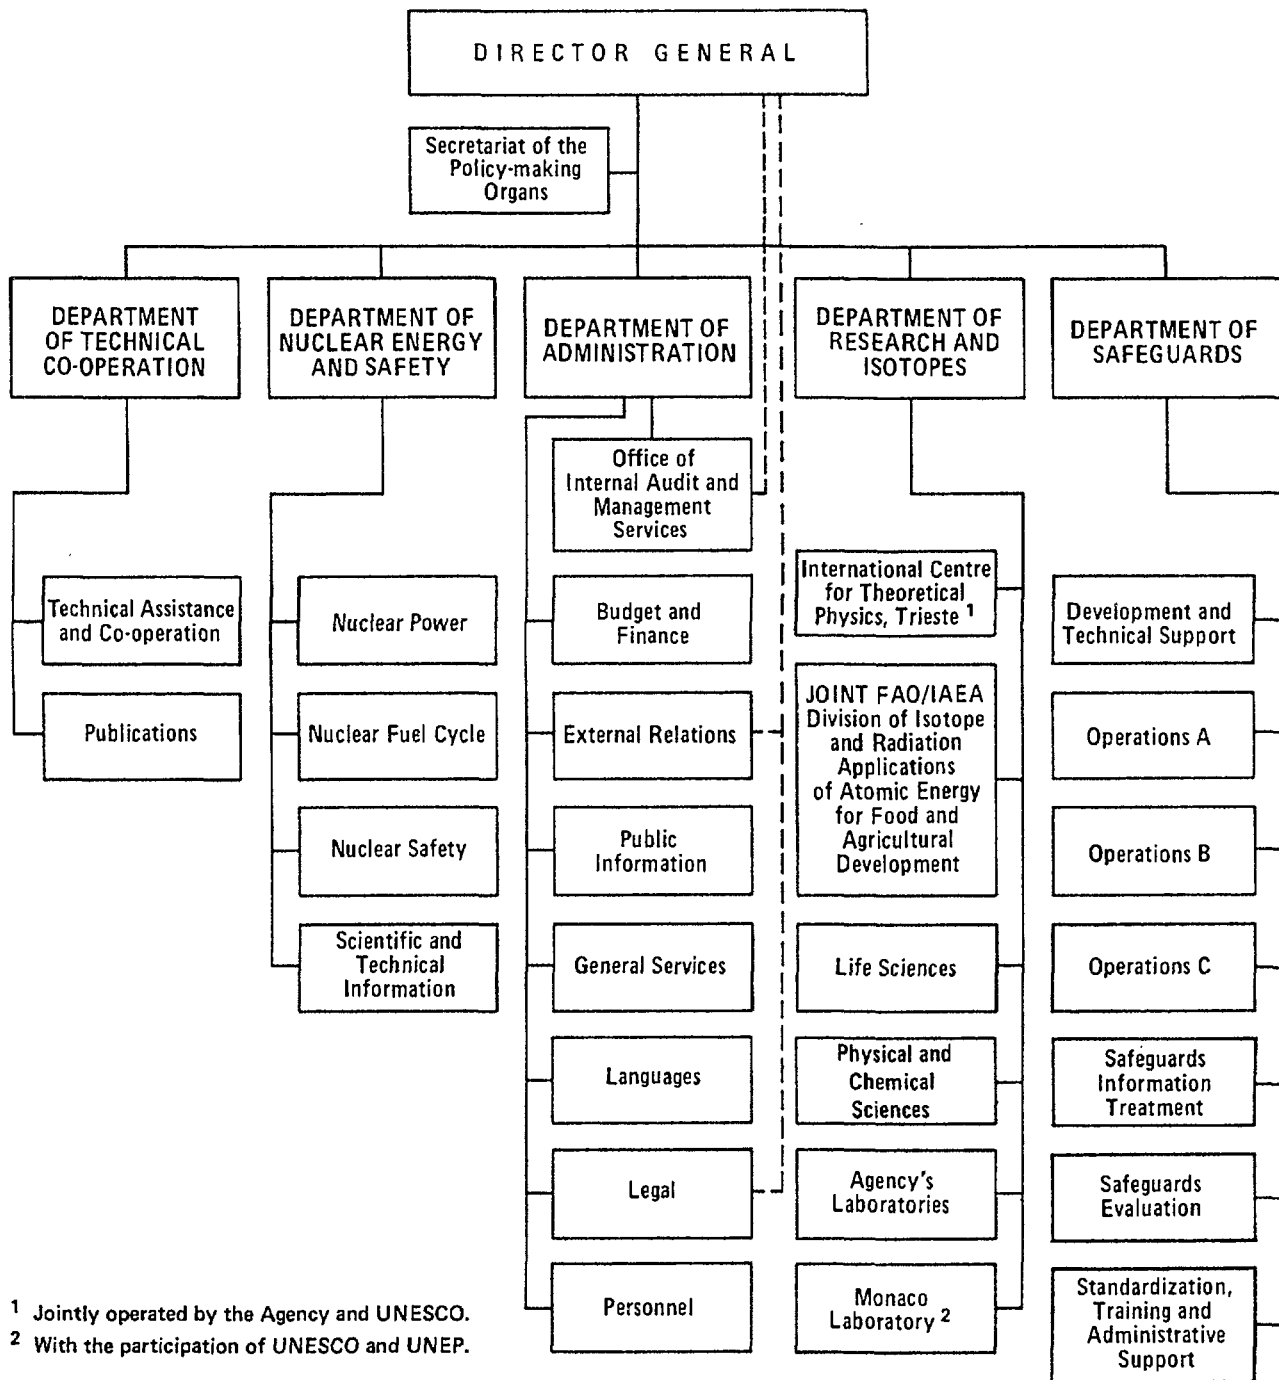 DIRECTOR GENERAL
Secretariat of the
Policy-making
Organs
DEPARTMENT
OF TECHNICAL
CO-OPERATION
DEPARTMENT OF
NUCLEAR ENERGY
AND SAFETY
DEPARTMENT OF
ADMINISTRATION
DEPARTMENT OF
RESEARCH AND
ISOTOPES
DEPARTMENT OF
SAFEGUARDS
Technical Assistance
and Co-operation
Publications
Nuclear Power
Nuclear Fuel Cycle
Nuclear Safety
Scientific and
Technical
Information
Office of
Internal Audit and
Management
Services
Budget and
Finance
External Relations
Public
Information
General Services
Languages
Legal
Personnel
International Centre
for Theoretical
Physics, Trieste 1
JOINT FAO/IAEA
Division of Isotope
and Radiation
Applications
of Atomic Energy
for Food and
Agricultural
Development
Life Sciences
Physical and
Chemical
Sciences
Agency's
Laboratories
Monaco
Laboratory 2
Development and
Technical Support
Operations A
Operations B
Operations C
Safeguards
Information
Treatment
Safeguards
Evaluation
Standardization,
Training and
Administrative
Support
1 Jointly operated by the Agency and UNESCO.
2 With the participation of UNESCO and UNEP.